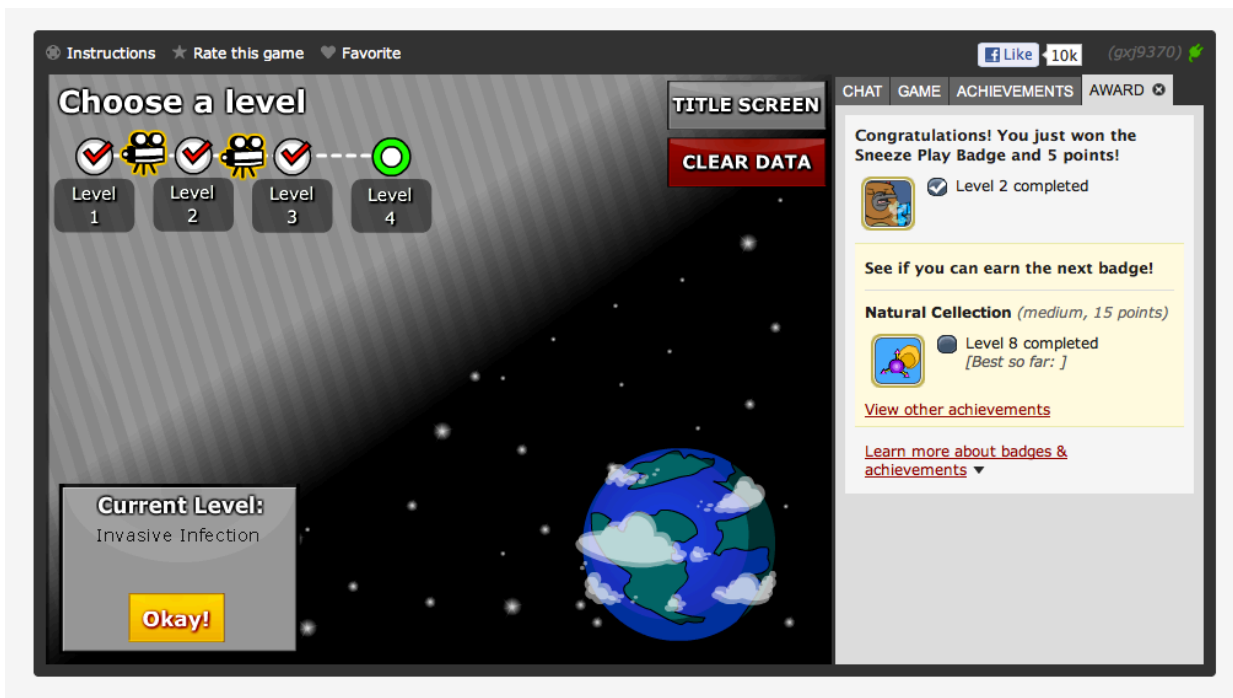 Instructions Rate this game Favorite
Like 10k (gxj9370)
Choose a level
TITLE SCREEN
CLEAR DATA
Level 1
Level 2
Level 3
Level 4
Current Level:
Invasive Infection
Okay!
CHAT GAME ACHIEVEMENTS AWARD
Congratulations! You just won the
Sneeze Play Badge and 5 points!
Level 2 completed
See if you can earn the next badge!
Natural Cellection (medium, 15 points)
Level 8 completed
[Best so far: ]
View other achievements
Learn more about badges &
achievements